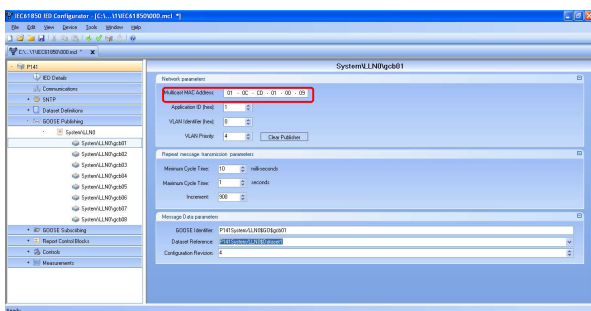 IEC61850 IED Configurator - [C:\...\1\IEC61850\000.mcl *]
File Edit View Device Tools Window Help
C:\...\1\IEC61850\000.mcl * x
P141
IED Details
Communications
SNTP
Dataset Definitions
GOOSE Publishing
System\LLN0
System\LLN0\gcb01
System\LLN0\gcb02
System\LLN0\gcb03
System\LLN0\gcb04
System\LLN0\gcb05
System\LLN0\gcb06
System\LLN0\gcb07
System\LLN0\gcb08
GOOSE Subscribing
Report Control Blocks
Controls
Measurements
System\LLN0\gcb01
Network parameters
Multicast MAC Address: 01 - 0C - CD - 01 - 00 - 09
Application ID (hex): 1
VLAN Identifier (hex): 0
VLAN Priority: 4 Clear Publisher
Repeat message transmission parameters
Minimum Cycle Time: 10 milliseconds
Maximum Cycle Time: 1 seconds
Increment: 900
Message Data parameters
GOOSE Identifier: P141System/LLN0$GO$gcb01
Dataset Reference: P141System/LLN0$Dataset1
Configuration Revision: 4
Ready